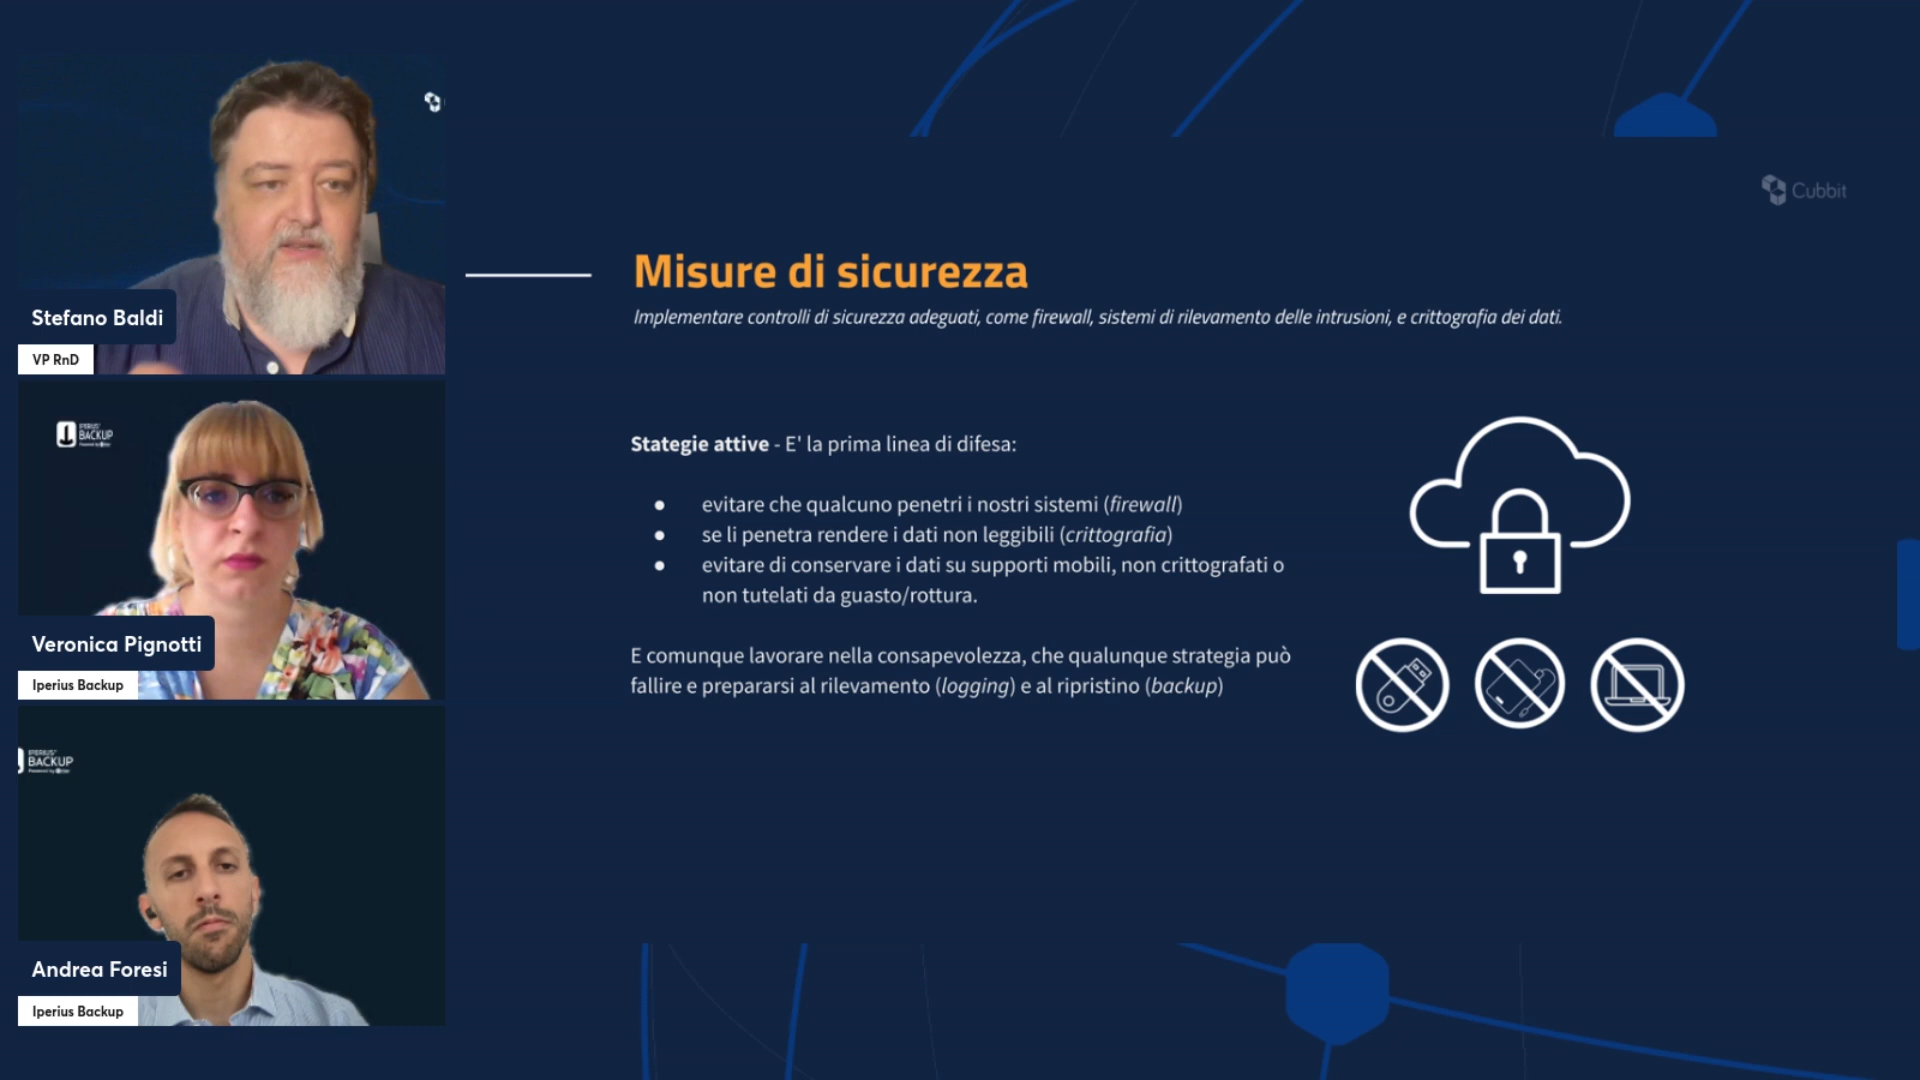 Stefano Baldi
VP RnD
IPERIUS
BACKUP
Veronica Pignotti
Iperius Backup
IPERIUS
BACKUP
Andrea Foresi
Iperius Backup
Cubbit
Misure di sicurezza
Implementare controlli di sicurezza adeguati, come firewall, sistemi di rilevamento delle intrusioni, e crittografia dei dati.
Stategie attive - E' la prima linea di difesa:
● evitare che qualcuno penetri i nostri sistemi (firewall)
● se li penetra rendere i dati non leggibili (crittografia)
● evitare di conservare i dati su supporti mobili, non crittografati o
non tutelati da guasto/rottura.
E comunque lavorare nella consapevolezza, che qualunque strategia può
fallire e prepararsi al rilevamento (logging) e al ripristino (backup)